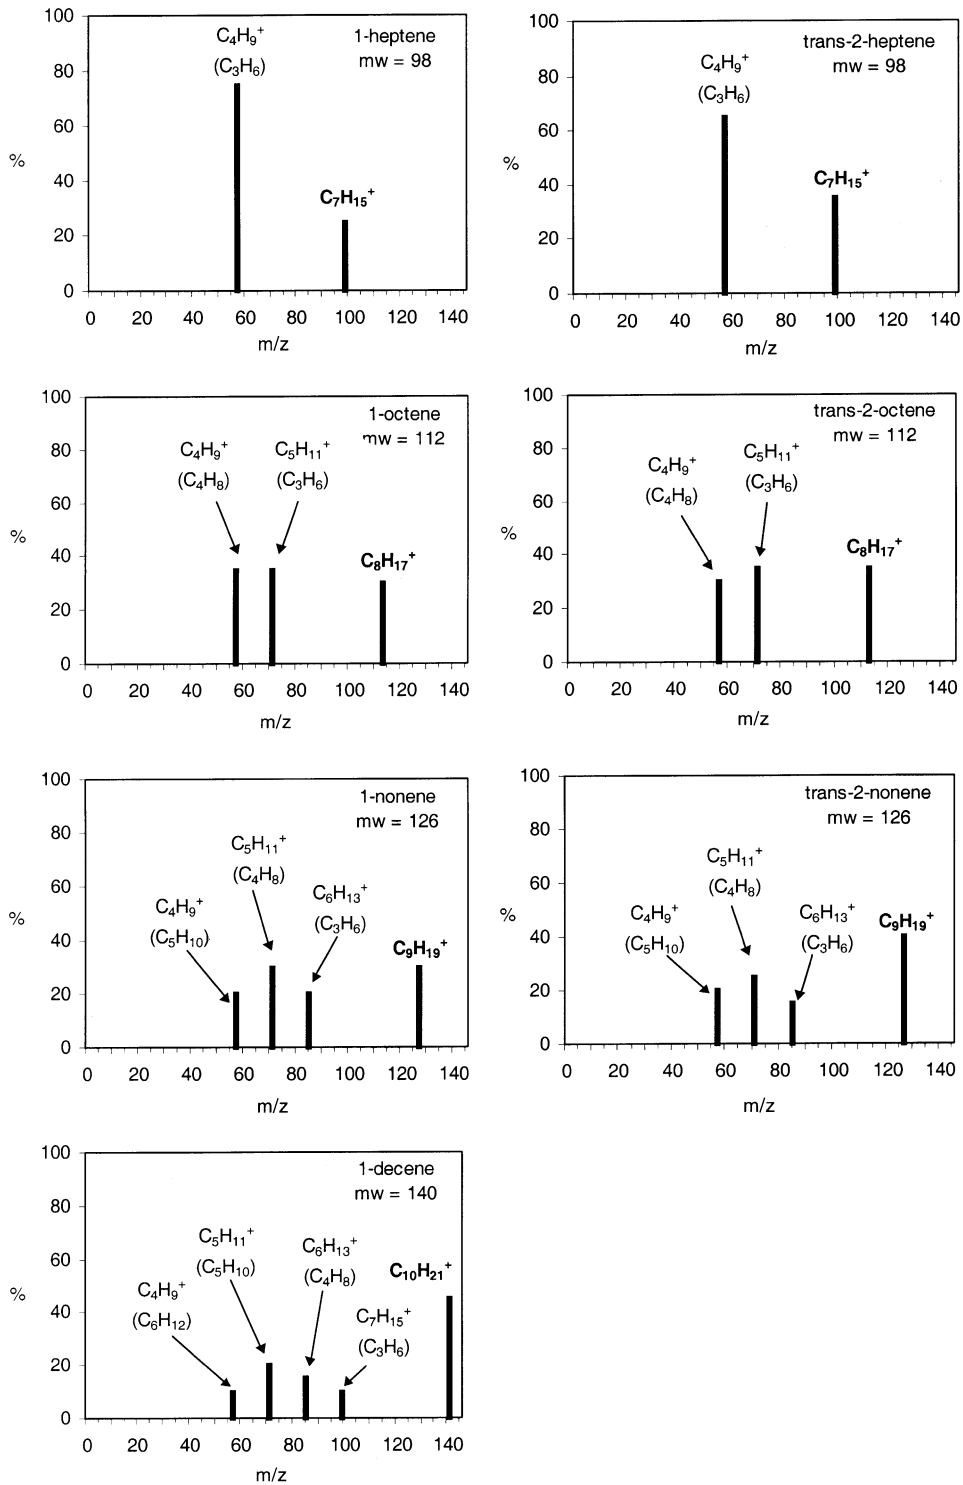 1-heptene
mw = 98
C₄H₉⁺
(C₃H₆)
C₇H₁₅⁺
100
80
60
40
20
0
%
0 20 40 60 80 100 120 140
m/z
trans-2-heptene
mw = 98
C₄H₉⁺
(C₃H₆)
C₇H₁₅⁺
100
80
60
40
20
0
%
0 20 40 60 80 100 120 140
m/z
1-octene
mw = 112
C₄H₉⁺
(C₄H₈)
C₅H₁₁⁺
(C₃H₆)
C₈H₁₇⁺
100
80
60
40
20
0
%
0 20 40 60 80 100 120 140
m/z
trans-2-octene
mw = 112
C₄H₉⁺
(C₄H₈)
C₅H₁₁⁺
(C₃H₆)
C₈H₁₇⁺
100
80
60
40
20
0
%
0 20 40 60 80 100 120 140
m/z
1-nonene
mw = 126
C₄H₉⁺
(C₅H₁₀)
C₅H₁₁⁺
(C₄H₈)
C₆H₁₃⁺
(C₃H₆)
C₉H₁₉⁺
100
80
60
40
20
0
%
0 20 40 60 80 100 120 140
m/z
trans-2-nonene
mw = 126
C₄H₉⁺
(C₅H₁₀)
C₅H₁₁⁺
(C₄H₈)
C₆H₁₃⁺
(C₃H₆)
C₉H₁₉⁺
100
80
60
40
20
0
%
0 20 40 60 80 100 120 140
m/z
1-decene
mw = 140
C₄H₉⁺
(C₆H₁₂)
C₅H₁₁⁺
(C₅H₁₀)
C₆H₁₃⁺
(C₄H₈)
C₇H₁₅⁺
(C₃H₆)
C₁₀H₂₁⁺
100
80
60
40
20
0
%
0 20 40 60 80 100 120 140
m/z